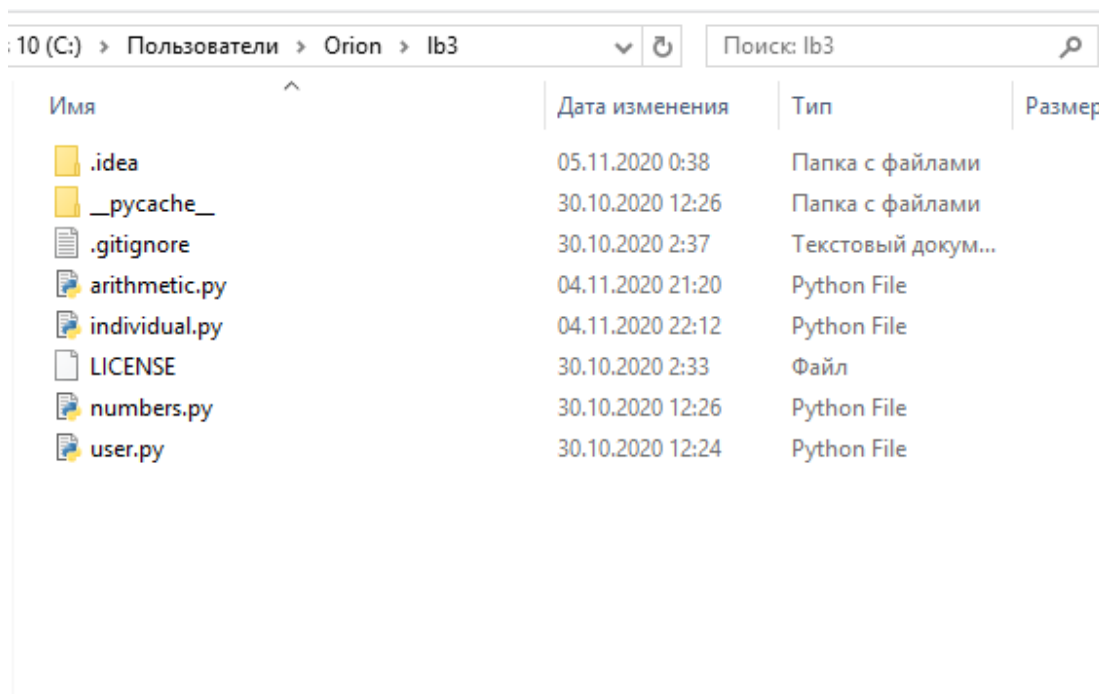 10 (C:) > Пользователи > Orion > lb3 Поиск: lb3
Имя Дата изменения Тип Размер
.idea 05.11.2020 0:38 Папка с файлами
__pycache__ 30.10.2020 12:26 Папка с файлами
.gitignore 30.10.2020 2:37 Текстовый докум...
arithmetic.py 04.11.2020 21:20 Python File
individual.py 04.11.2020 22:12 Python File
LICENSE 30.10.2020 2:33 Файл
numbers.py 30.10.2020 12:26 Python File
user.py 30.10.2020 12:24 Python File